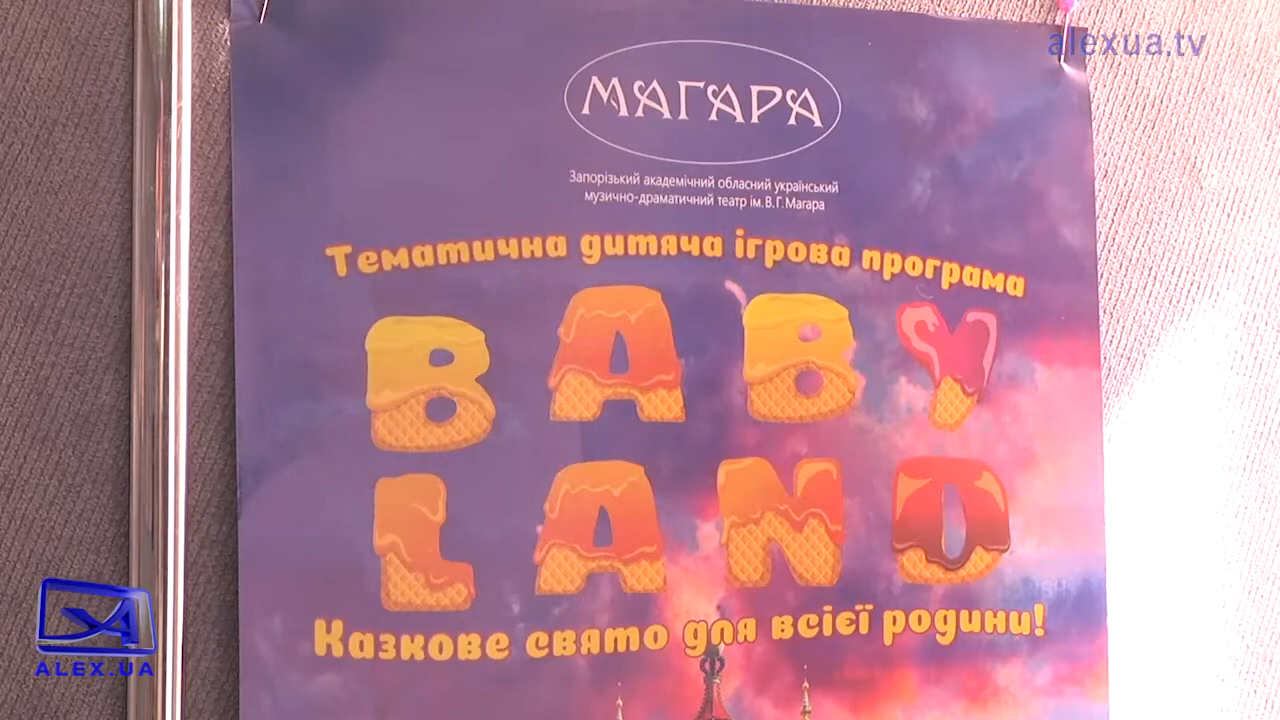 alexua.tv
МАГАРА
Запорізький академічний обласний український
музично-драматичний театр ім. В. Г. Магара
Тематична дитяча ігрова програма
BABY
LAND
Казкове свято для всієї родини!
ALEX.UA